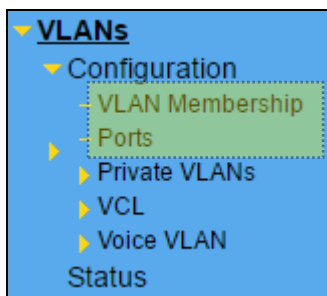 VLANs
Configuration
VLAN Membership
Ports
Private VLANs
VCL
Voice VLAN
Status